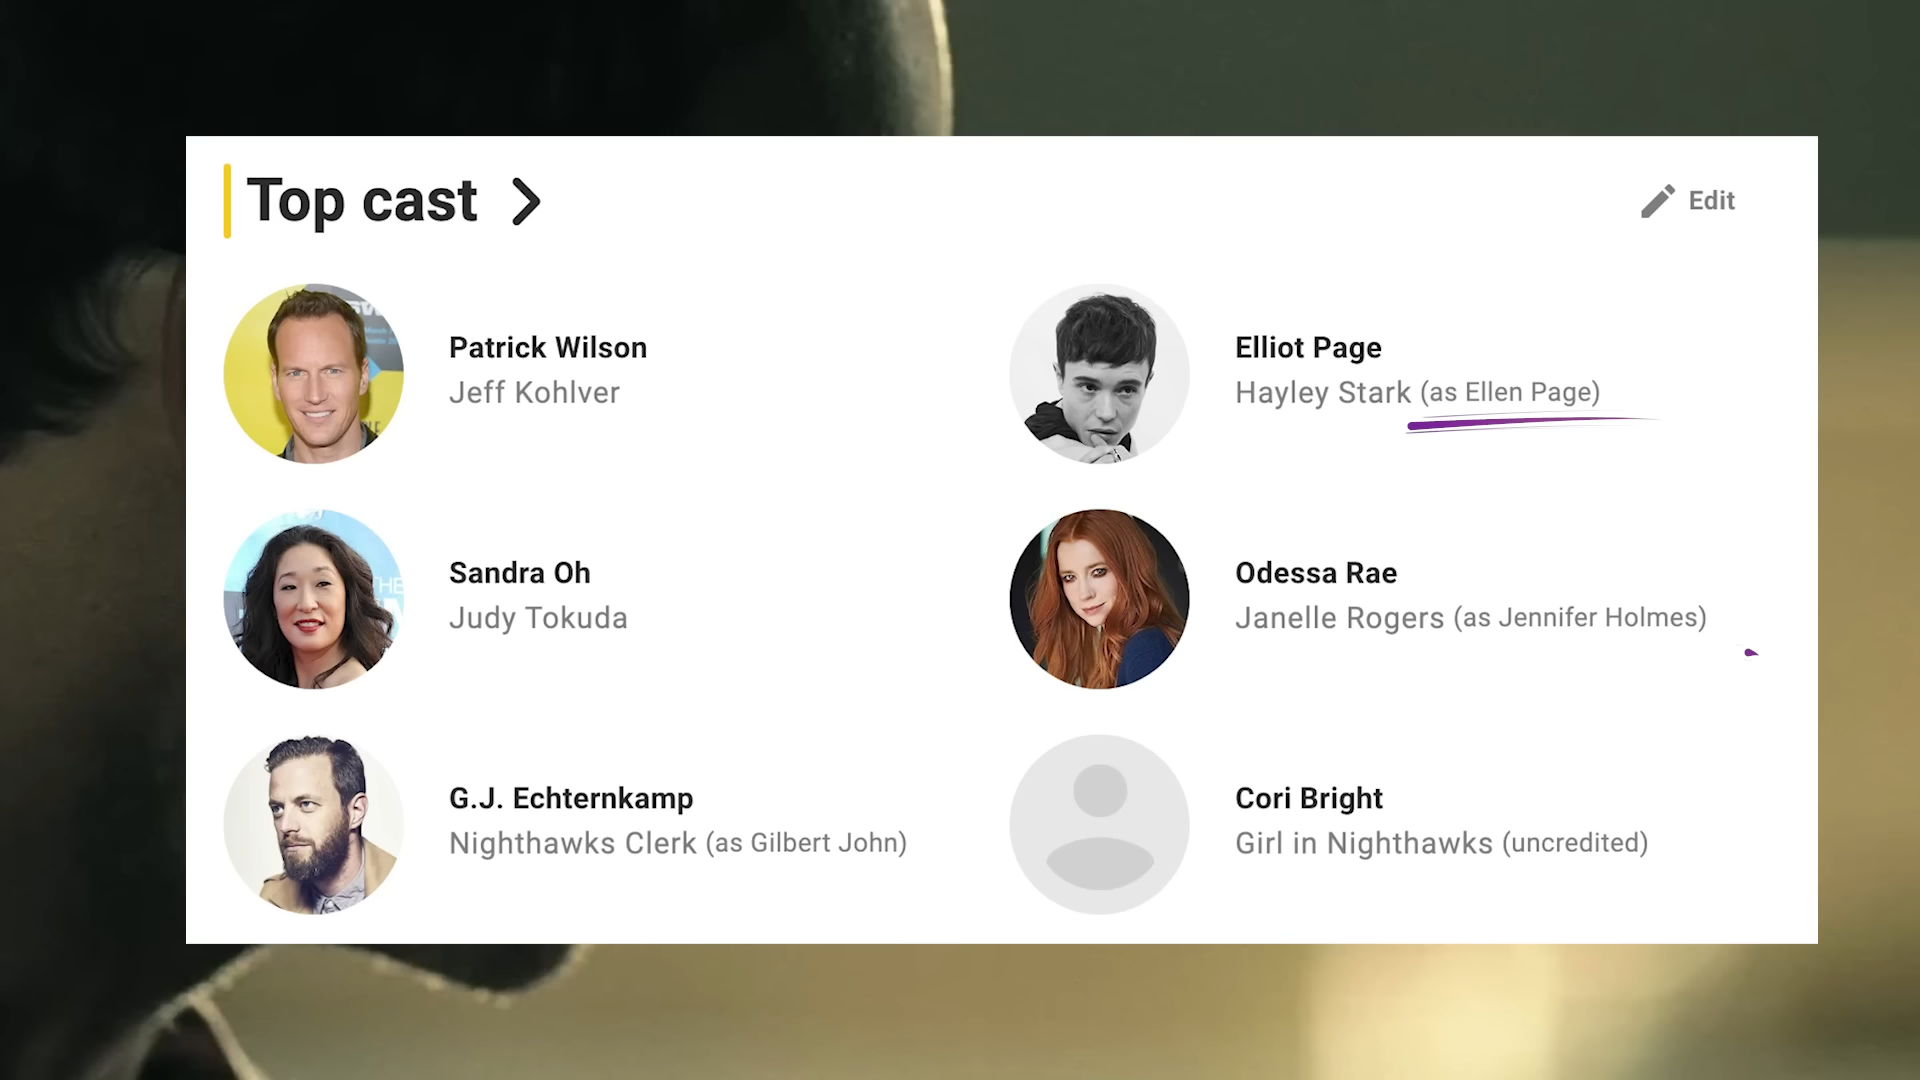 Top cast
Edit
Patrick Wilson
Jeff Kohlver
Elliot Page
Hayley Stark (as Ellen Page)
Sandra Oh
Judy Tokuda
Odessa Rae
Janelle Rogers (as Jennifer Holmes)
G.J. Echternkamp
Nighthawks Clerk (as Gilbert John)
Cori Bright
Girl in Nighthawks (uncredited)